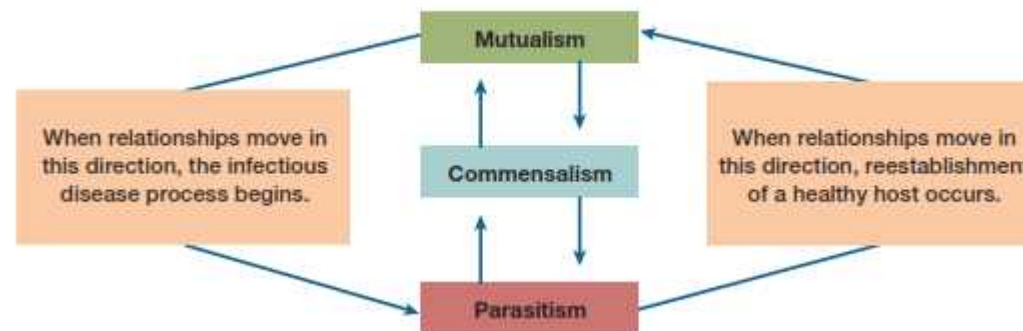 Mutualism
When relationships move in
this direction, the infectious
disease process begins.
Commensalism
When relationships move in
this direction, reestablishment
of a healthy host occurs.
Parasitism